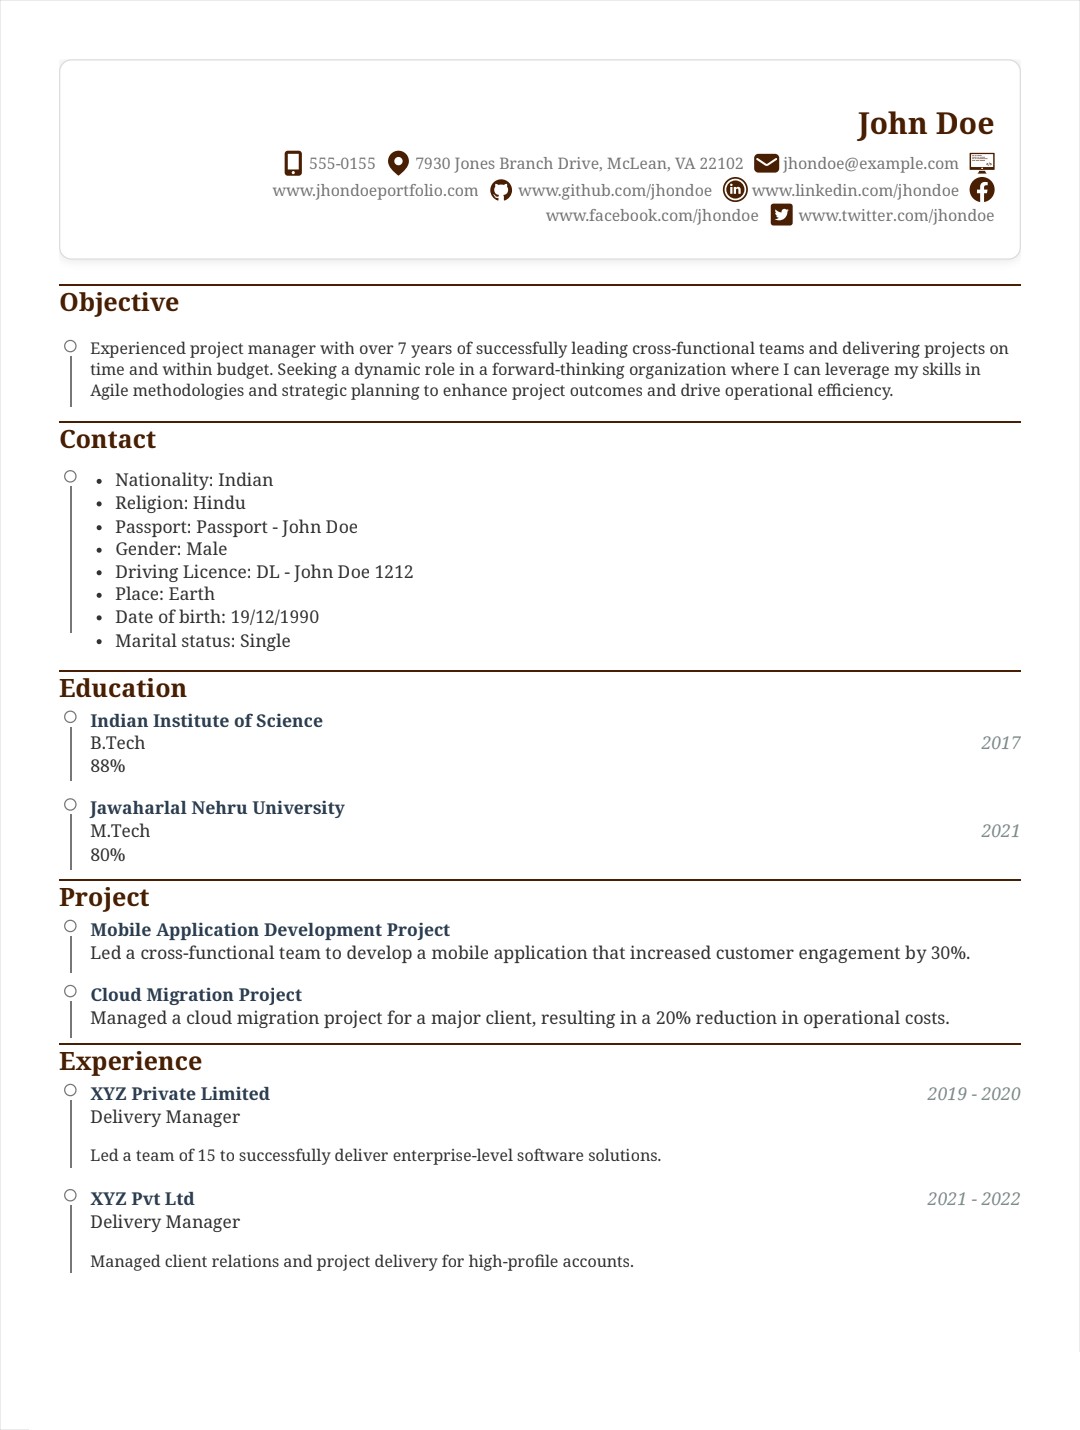 John Doe
555-0155 7930 Jones Branch Drive, McLean, VA 22102 jhondoe@example.com
www.jhondoeportfolio.com www.github.com/jhondoe www.linkedin.com/jhondoe
www.facebook.com/jhondoe www.twitter.com/jhondoe
Objective
Experienced project manager with over 7 years of successfully leading cross-functional teams and delivering projects on
time and within budget. Seeking a dynamic role in a forward-thinking organization where I can leverage my skills in
Agile methodologies and strategic planning to enhance project outcomes and drive operational efficiency.
Contact
• Nationality: Indian
• Religion: Hindu
• Passport: Passport - John Doe
• Gender: Male
• Driving Licence: DL - John Doe 1212
• Place: Earth
• Date of birth: 19/12/1990
• Marital status: Single
Education
Indian Institute of Science
B.Tech 2017
88%
Jawaharlal Nehru University
M.Tech 2021
80%
Project
Mobile Application Development Project
Led a cross-functional team to develop a mobile application that increased customer engagement by 30%.
Cloud Migration Project
Managed a cloud migration project for a major client, resulting in a 20% reduction in operational costs.
Experience
XYZ Private Limited 2019 - 2020
Delivery Manager
Led a team of 15 to successfully deliver enterprise-level software solutions.
XYZ Pvt Ltd 2021 - 2022
Delivery Manager
Managed client relations and project delivery for high-profile accounts.